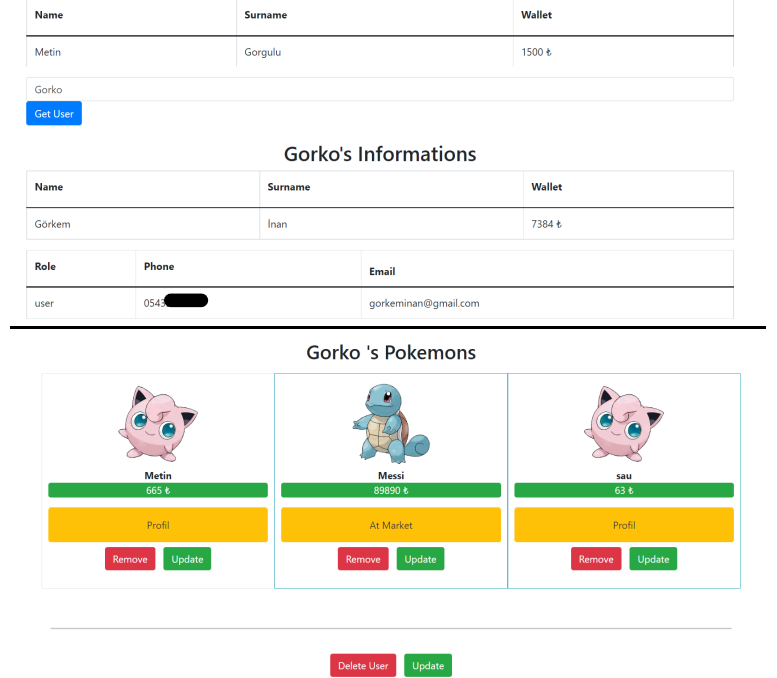 Name Surname Wallet
Metin Gorgulu 1500 ₺
Gorko
Get User
Gorko's Informations
Name Surname Wallet
Görkem İnan 7384 ₺
Role Phone Email
user 0543 gorkeminan@gmail.com
Gorko 's Pokemons
Metin Messi sau
665 ₺ 89890 ₺ 63 ₺
Profil At Market Profil
Remove Update Remove Update Remove Update
Delete User Update